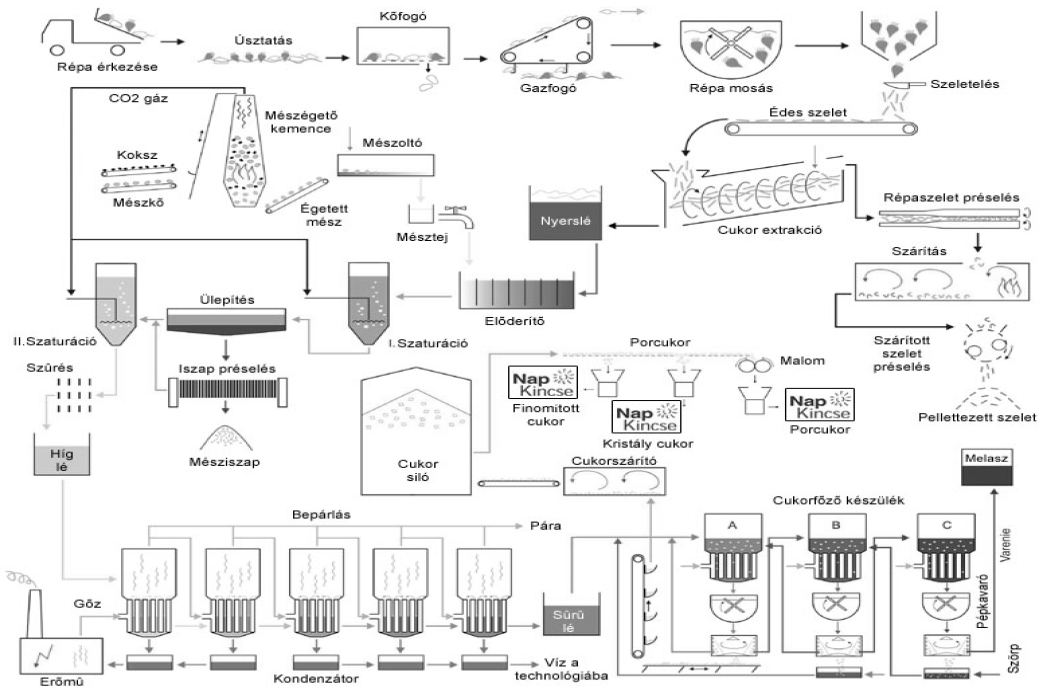 Répa érkezése
Úsztatás
Kőfogó
Gazfogó
Répa mosás
Szeletelés
Édes szelet
CO2 gáz
Mészégető
kemence
Mészoltó
Koksz
Mészkő
Égetett
mész
Mésztej
Nyerslé
Cukor extrakció
Répaszelet préselés
Szárítás
Szárított
szelet
préselés
Pellettezett szelet
Előderítő
I.Szaturáció
Ülepítés
II.Szaturáció
Szűrés
Iszap préselés
Mésziszap
Híg
lé
Porcukor
Malom
Nap
Kincse
Finomított
cukor
Nap
Kincse
Kristály cukor
Nap
Kincse
Porcukor
Cukor
siló
Cukorszárító
Melasz
Cukorfőző készülék
A
B
C
Varenie
Pépkavaró
Szörp
Bepárlás
Pára
Gőz
Sűrű
lé
Erőmű
Kondenzátor
Víz a
technológiába